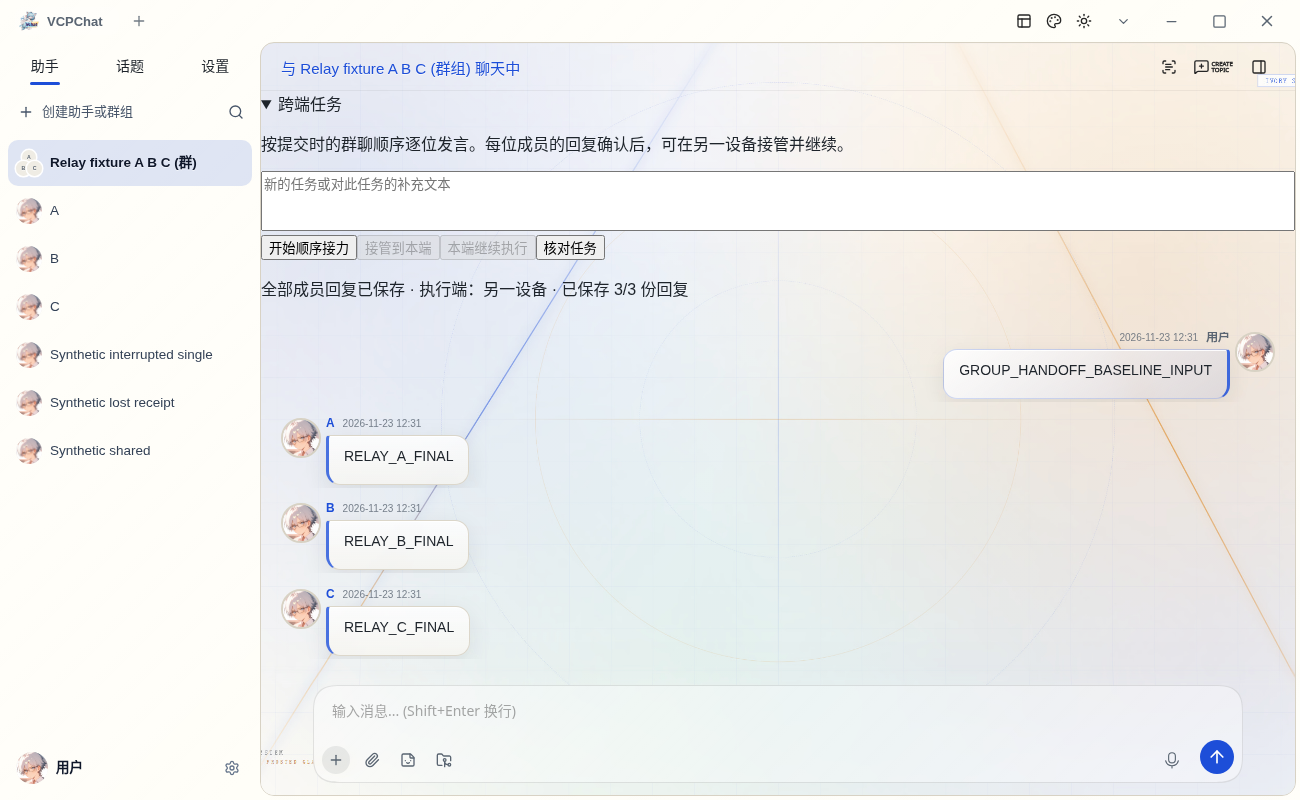 VCPChat
助手 话题 设置
创建助手或群组
Relay fixture A B C (群)
A
B
C
Synthetic interrupted single
Synthetic lost receipt
Synthetic shared
用户
与 Relay fixture A B C (群组) 聊天中
CREATE TOPIC
▼ 跨端任务
按提交时的群聊顺序逐位发言。每位成员的回复确认后，可在另一设备接管并继续。
新的任务或对此任务的补充文本
开始顺序接力 接管到本端 本端继续执行 核对任务
全部成员回复已保存 · 执行端：另一设备 · 已保存 3/3 份回复
2026-11-23 12:31 用户
GROUP_HANDOFF_BASELINE_INPUT
A 2026-11-23 12:31
RELAY_A_FINAL
B 2026-11-23 12:31
RELAY_B_FINAL
C 2026-11-23 12:31
RELAY_C_FINAL
输入消息... (Shift+Enter 换行)